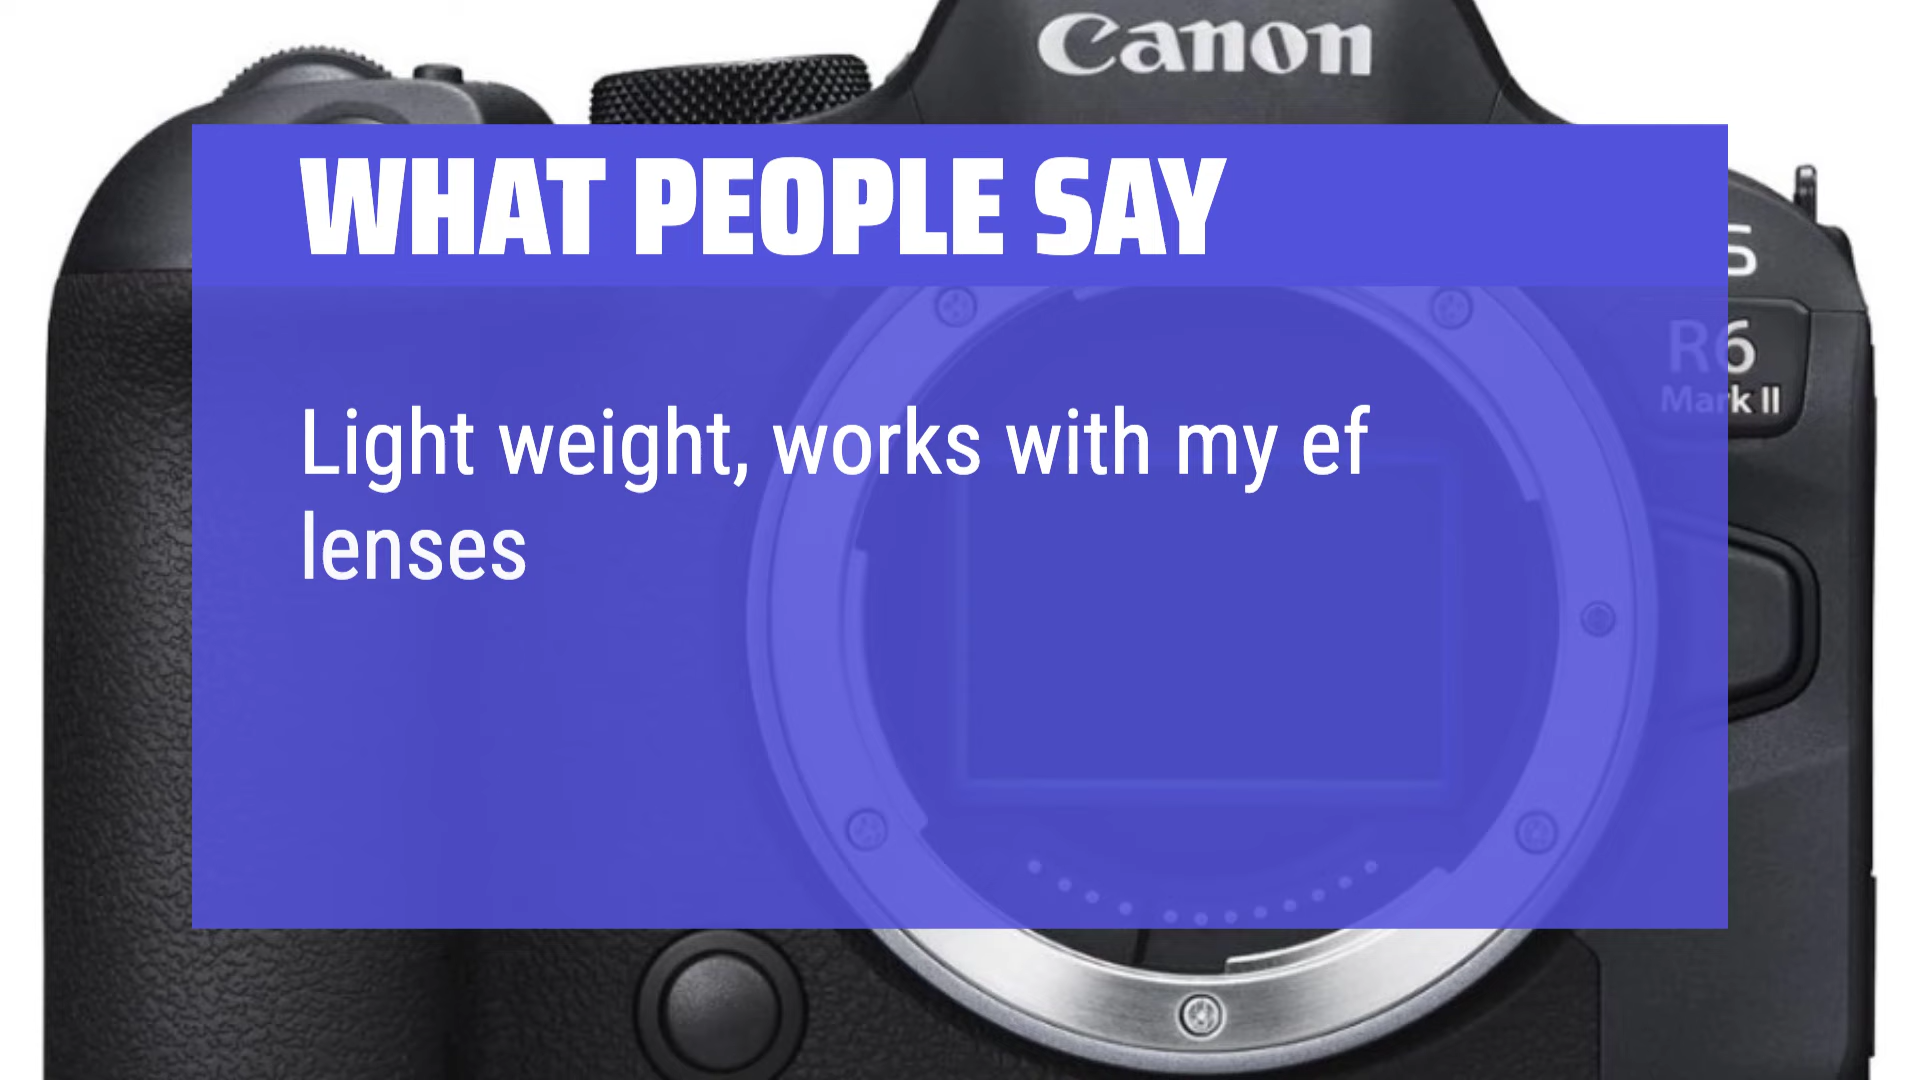 Canon
WHAT PEOPLE SAY
S
R6
Mark II
Light weight, works with my ef
lenses